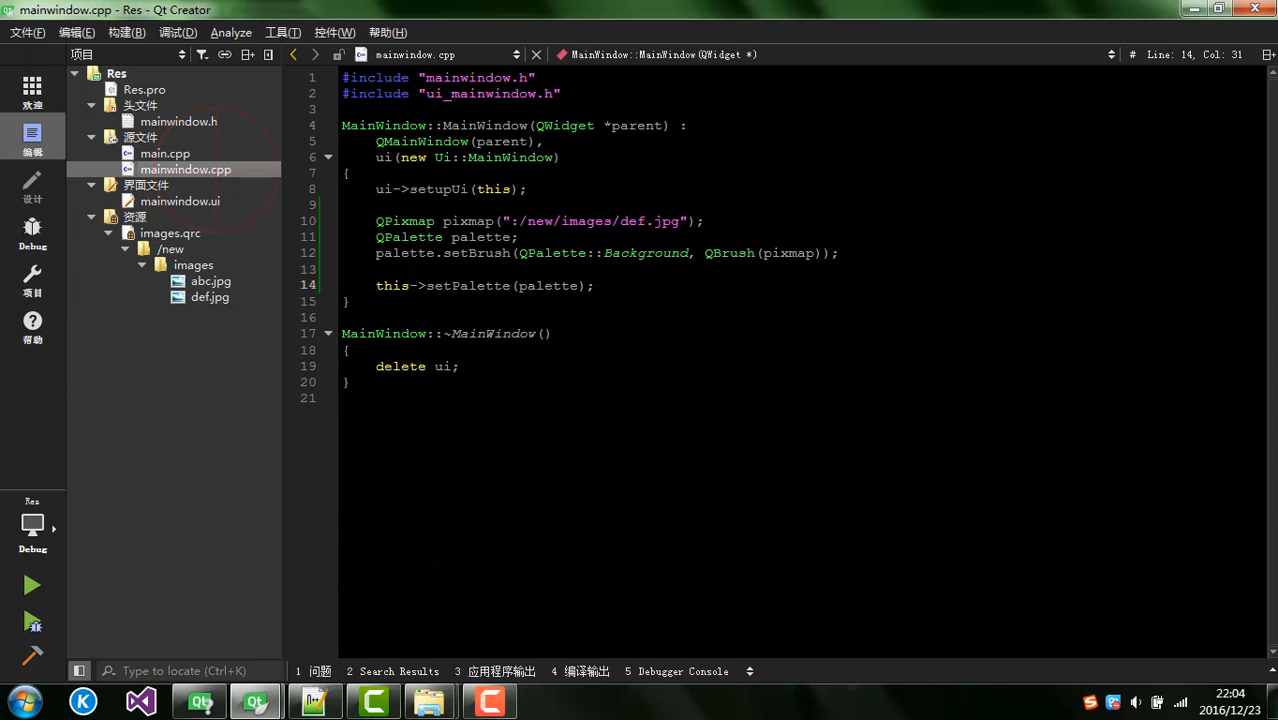 mainwindow.cpp - Res - Qt Creator
文件(F) 编辑(E) 构建(B) 调试(D) Analyze 工具(T) 控件(W) 帮助(H)
项目 mainwindow.cpp MainWindow::MainWindow(QWidget *) # Line: 14, Col: 31
欢迎
编辑
设计
Debug
项目
帮助
Res
Debug
Res
Res.pro
头文件
mainwindow.h
源文件
main.cpp
mainwindow.cpp
界面文件
mainwindow.ui
资源
images.qrc
/new
images
abc.jpg
def.jpg
1 #include "mainwindow.h"
2 #include "ui_mainwindow.h"
3
4 MainWindow::MainWindow(QWidget *parent) :
5 QMainWindow(parent),
6 ui(new Ui::MainWindow)
7 {
8 ui->setupUi(this);
9
10 QPixmap pixmap(":/new/images/def.jpg");
11 QPalette palette;
12 palette.setBrush(QPalette::Background, QBrush(pixmap));
13
14 this->setPalette(palette);
15 }
16
17 MainWindow::~MainWindow()
18 {
19 delete ui;
20 }
21
Type to locate (Ctrl+K) 1 问题 2 Search Results 3 应用程序输出 4 编译输出 5 Debugger Console
22:04
2016/12/23